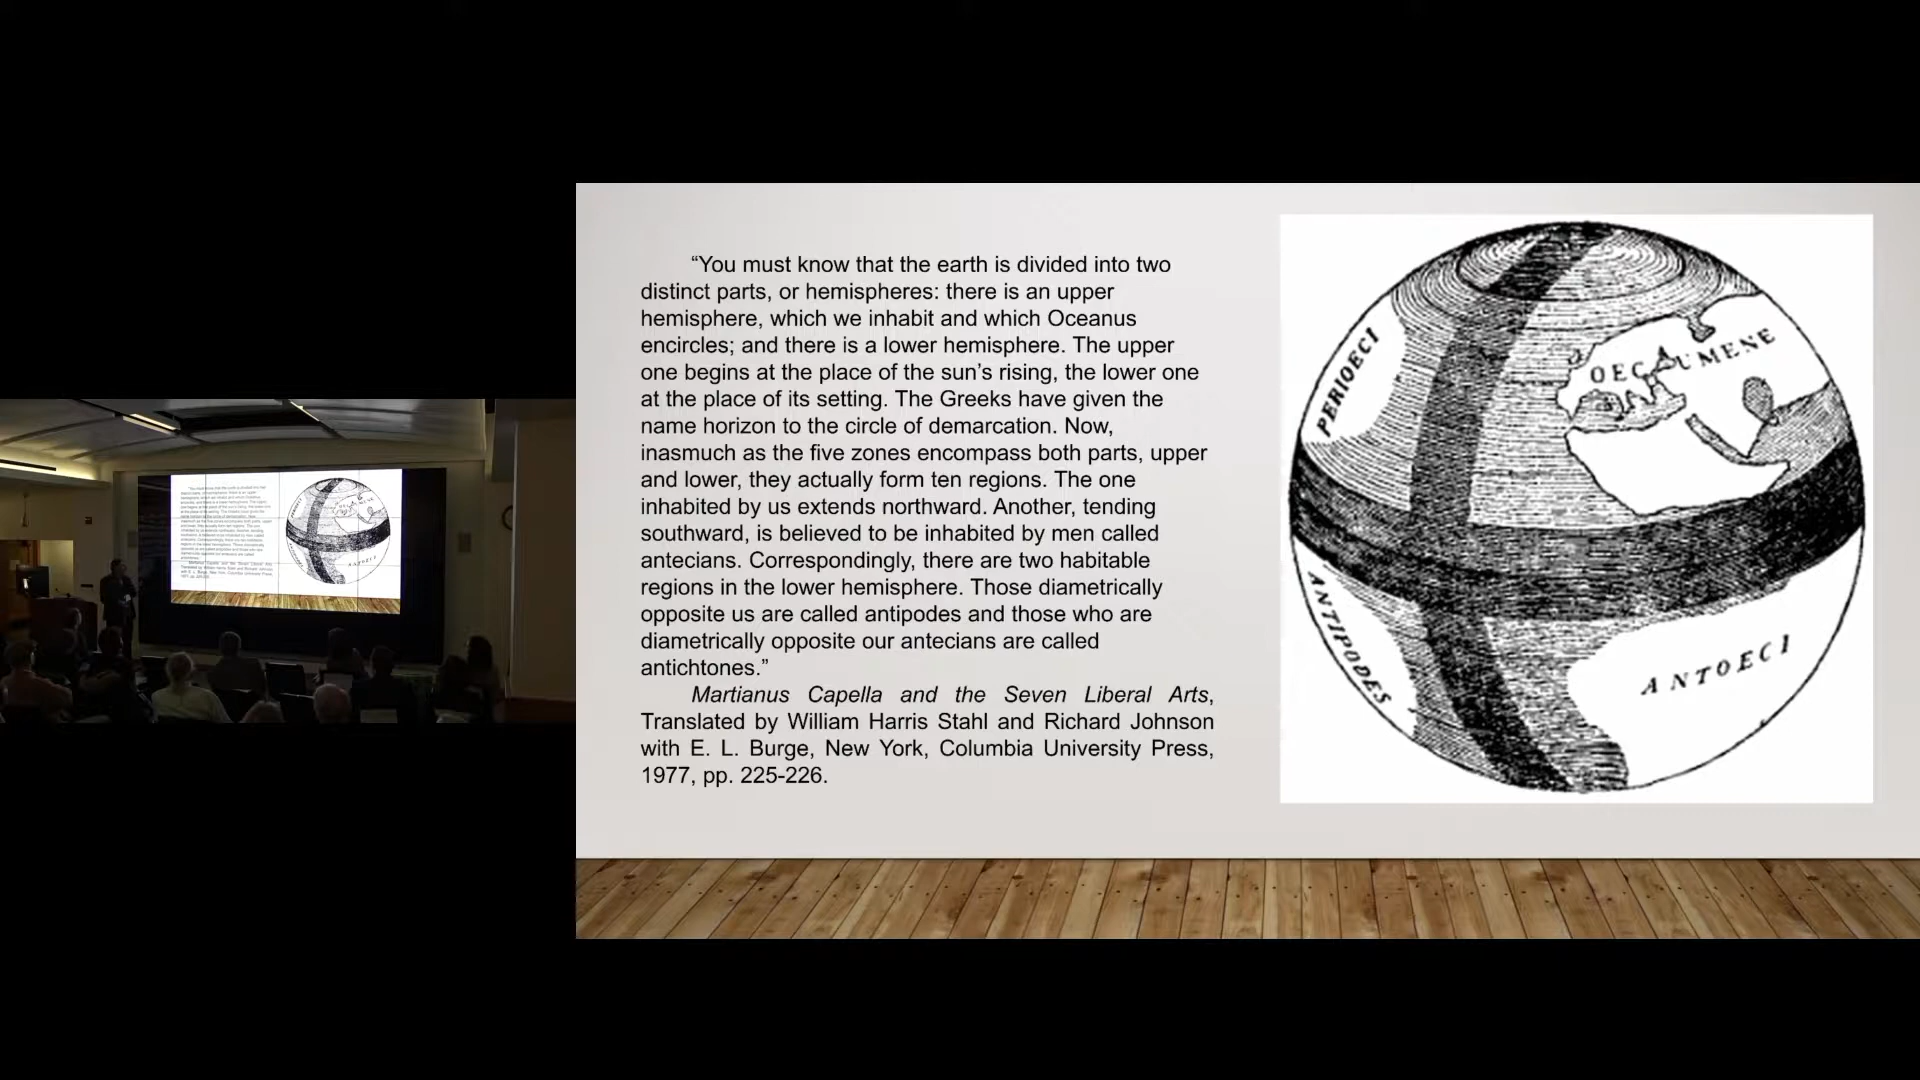 “You must know that the earth is divided into two
distinct parts, or hemispheres: there is an upper
hemisphere, which we inhabit and which Oceanus
encircles; and there is a lower hemisphere. The upper
one begins at the place of the sun’s rising, the lower one
at the place of its setting. The Greeks have given the
name horizon to the circle of demarcation. Now,
inasmuch as the five zones encompass both parts, upper
and lower, they actually form ten regions. The one
inhabited by us extends northward. Another, tending
southward, is believed to be inhabited by men called
antecians. Correspondingly, there are two habitable
regions in the lower hemisphere. Those diametrically
opposite us are called antipodes and those who are
diametrically opposite our antecians are called
antichtones.”
Martianus Capella and the Seven Liberal Arts,
Translated by William Harris Stahl and Richard Johnson
with E. L. Burge, New York, Columbia University Press,
1977, pp. 225-226.
PERIOECI
OECUMENE
ANTIPODES
ANTOECI